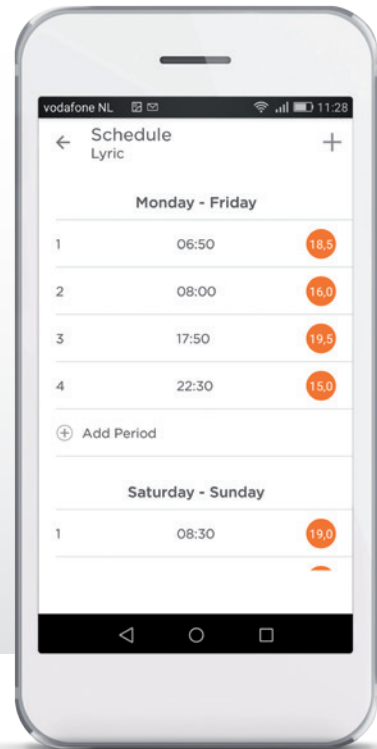 vodafone NL 11:28
Schedule
Lyric
Monday - Friday
1 06:50 18,5
2 08:00 16,0
3 17:50 19,5
4 22:30 15,0
Add Period
Saturday - Sunday
1 08:30 19,0